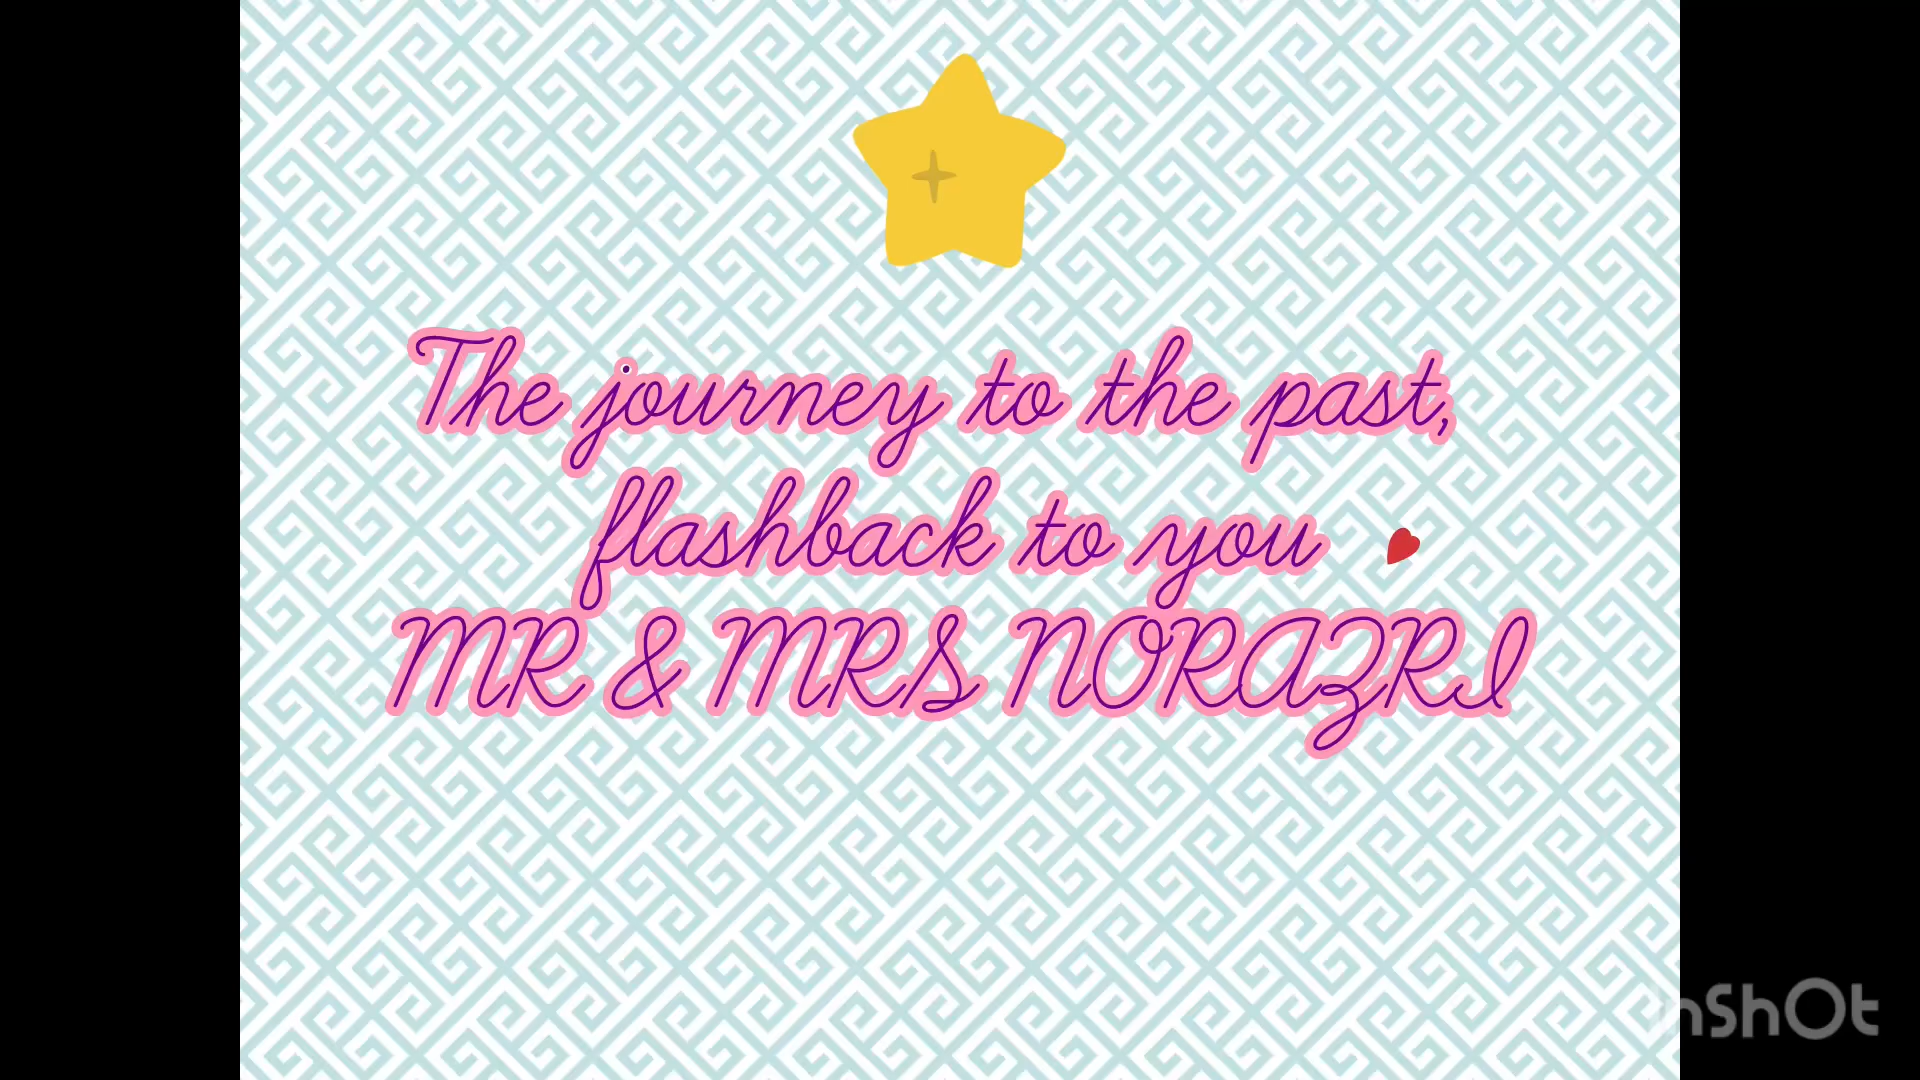 The journey to the past,
flashback to you
MR & MRS NORAZRI
InShOt